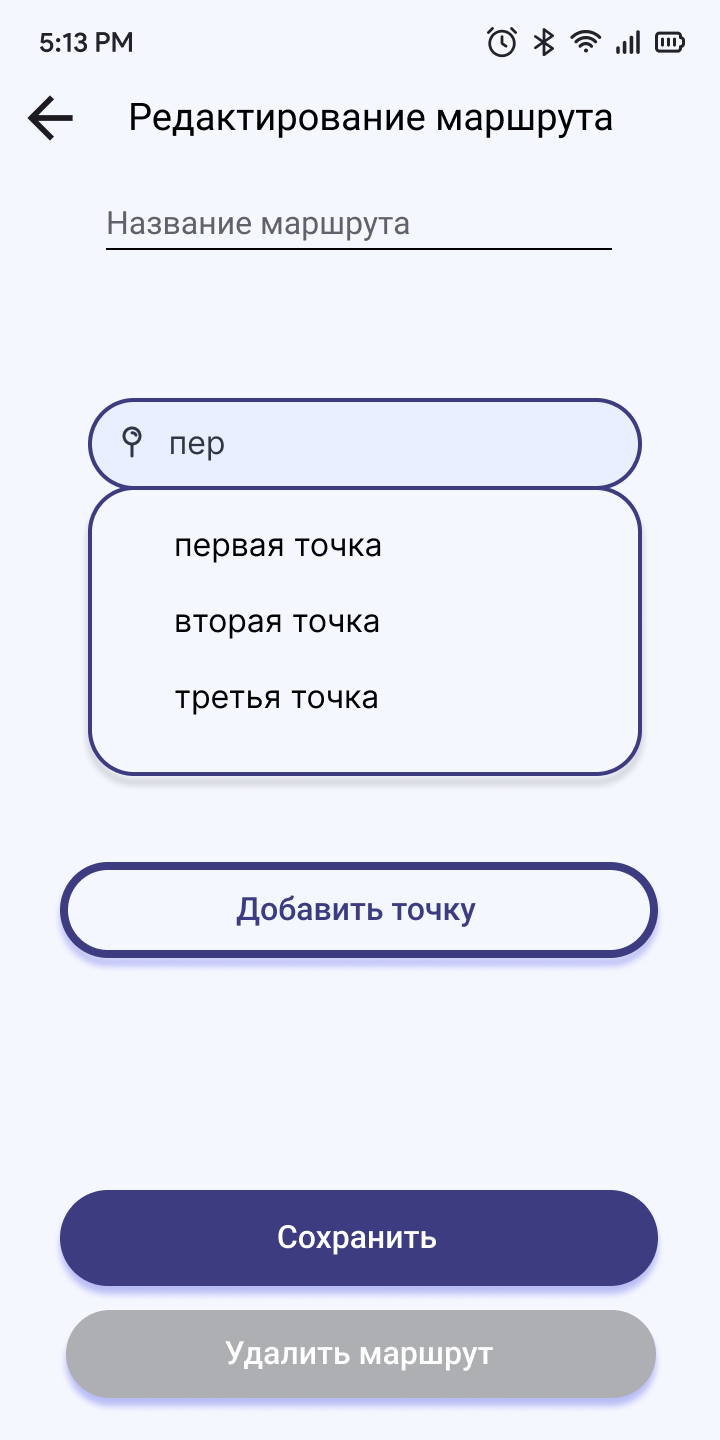 5:13 PM
Редактирование маршрута
Название маршрута
пер
первая точка
вторая точка
третья точка
Добавить точку
Сохранить
Удалить маршрут